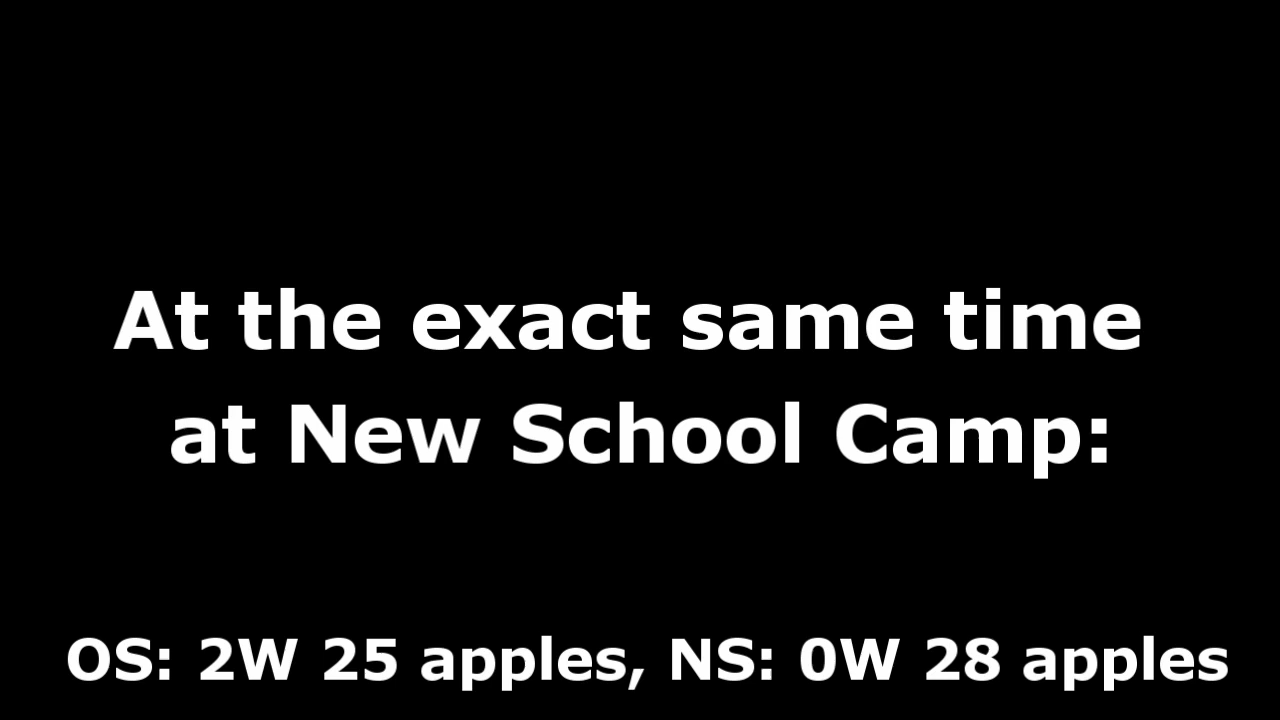 At the exact same time
at New School Camp:
OS: 2W 25 apples, NS: 0W 28 apples